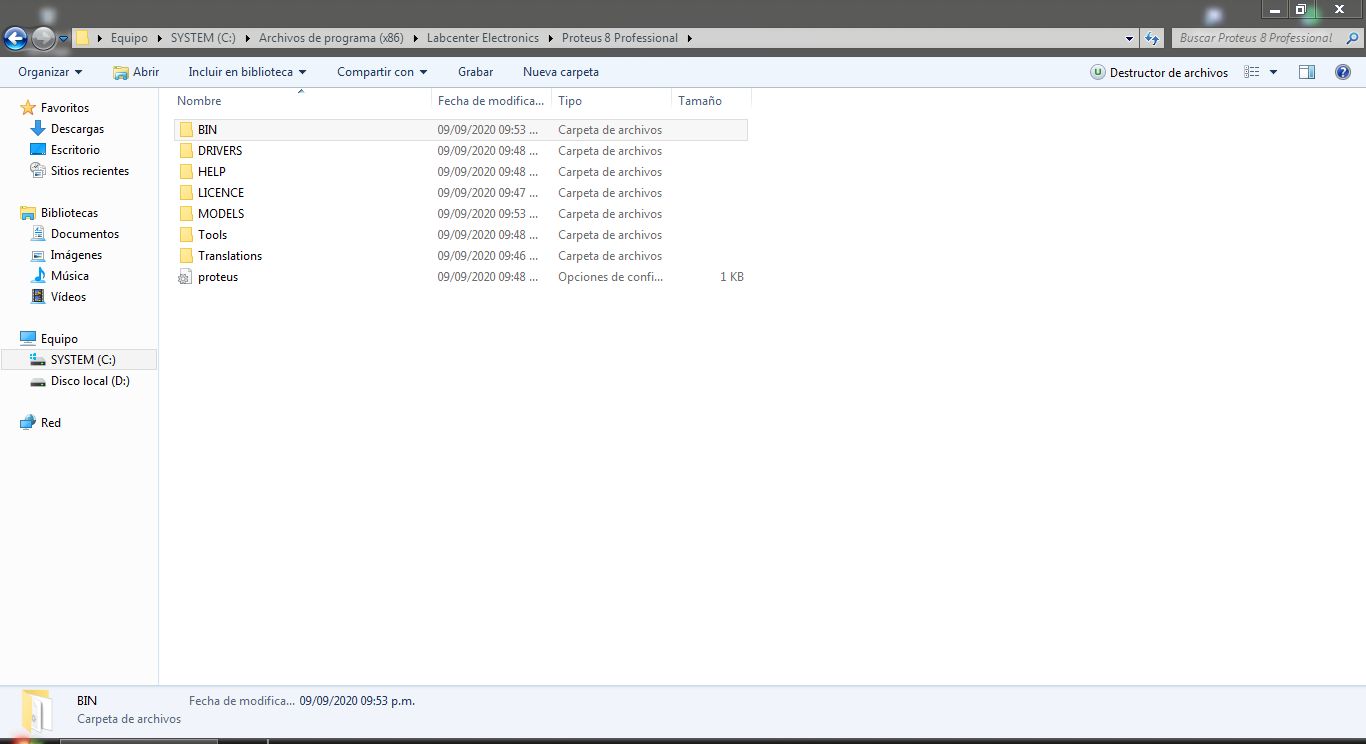 Equipo SYSTEM (C:) Archivos de programa (x86) Labcenter Electronics Proteus 8 Professional Buscar Proteus 8 Professional
Organizar Abrir Incluir en biblioteca Compartir con Grabar Nueva carpeta Destructor de archivos
Favoritos
Descargas
Escritorio
Sitios recientes
Bibliotecas
Documentos
Imágenes
Música
Vídeos
Equipo
SYSTEM (C:)
Disco local (D:)
Red
Nombre Fecha de modifica... Tipo Tamaño
BIN 09/09/2020 09:53 ... Carpeta de archivos
DRIVERS 09/09/2020 09:48 ... Carpeta de archivos
HELP 09/09/2020 09:48 ... Carpeta de archivos
LICENCE 09/09/2020 09:47 ... Carpeta de archivos
MODELS 09/09/2020 09:53 ... Carpeta de archivos
Tools 09/09/2020 09:48 ... Carpeta de archivos
Translations 09/09/2020 09:46 ... Carpeta de archivos
proteus 09/09/2020 09:48 ... Opciones de confi... 1 KB
BIN Fecha de modifica... 09/09/2020 09:53 p.m.
Carpeta de archivos